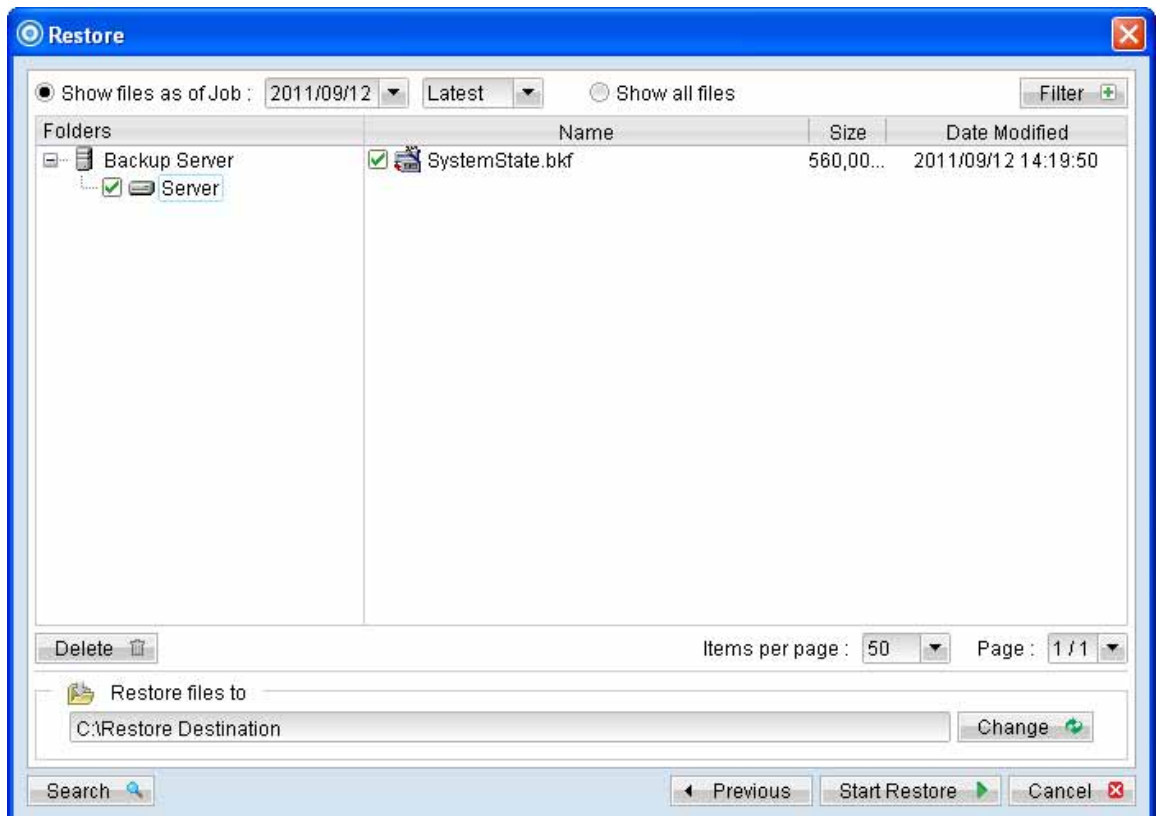 Restore
Show files as of Job : 2011/09/12 Latest Show all files Filter
Folders Name Size Date Modified
Backup Server SystemState.bkf 560,00... 2011/09/12 14:19:50
Server
Delete Items per page : 50 Page : 1 / 1
Restore files to
C:\Restore Destination Change
Search Previous Start Restore Cancel